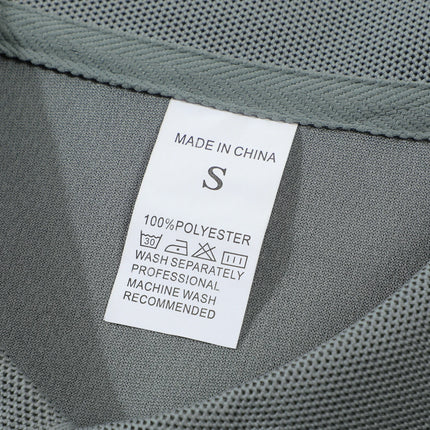 MADE IN CHINA
S
100%POLYESTER
30
WASH SEPARATELY
PROFESSIONAL
MACHINE WASH
RECOMMENDED